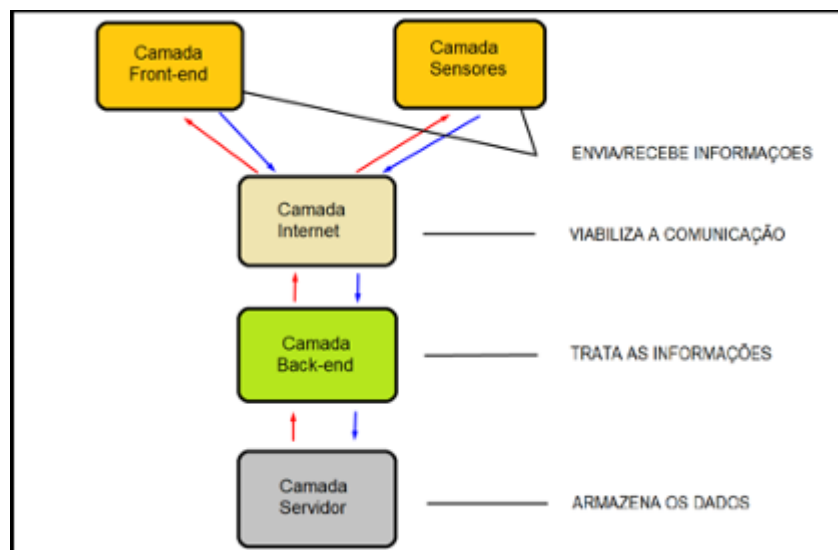 Camada
Front-end
Camada
Sensores
ENVIA/RECEBE INFORMAÇOES
Camada
Internet
VIABILIZA A COMUNICAÇÃO
Camada
Back-end
TRATA AS INFORMAÇÕES
Camada
Servidor
ARMAZENA OS DADOS